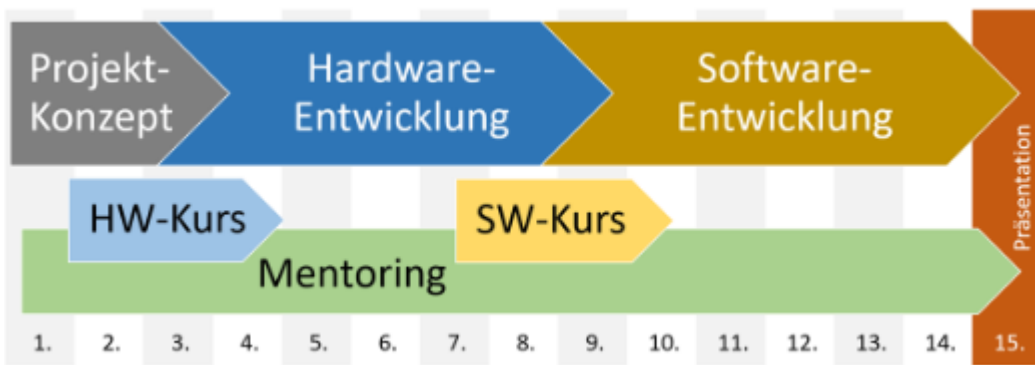 Projekt-
Konzept
Hardware-
Entwicklung
Software-
Entwicklung
HW-Kurs
SW-Kurs
Mentoring
Präsentation
1. 2. 3. 4. 5. 6. 7. 8. 9. 10. 11. 12. 13. 14. 15.